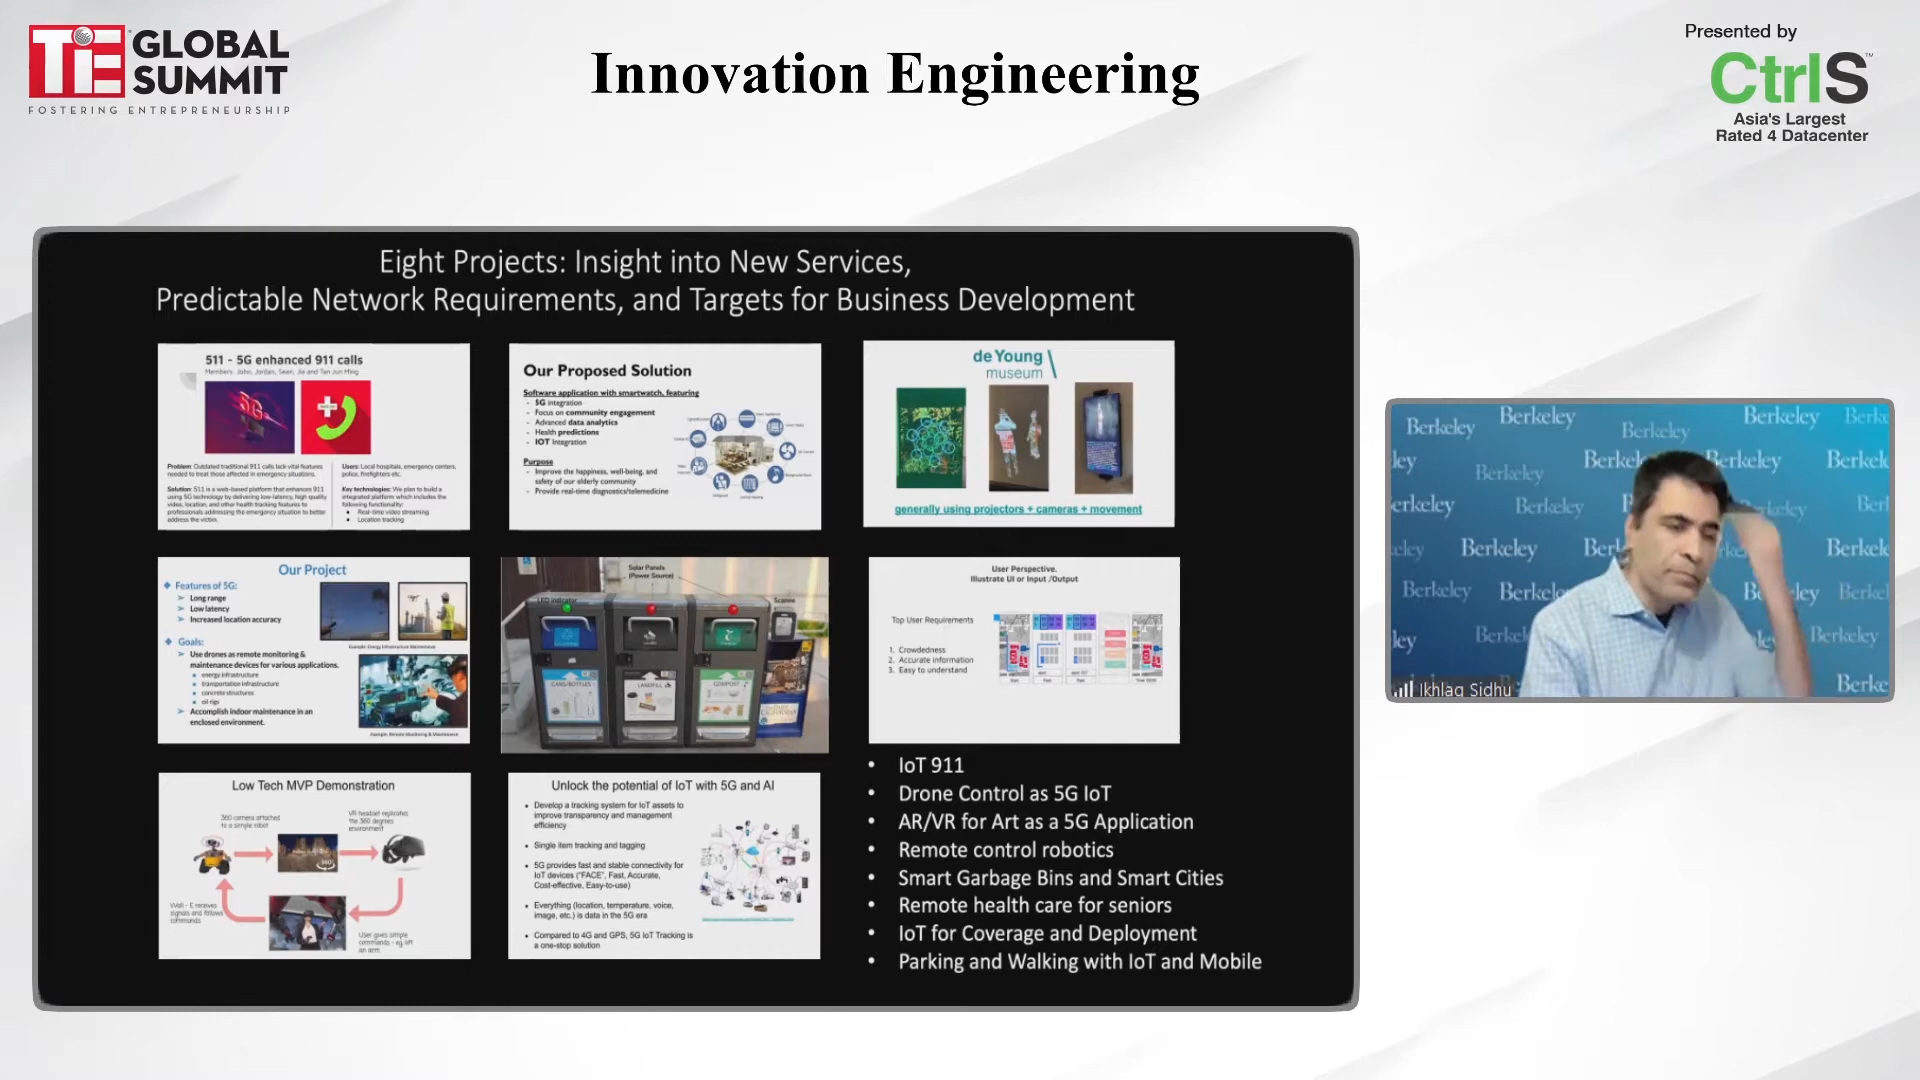 TiE GLOBAL
SUMMIT
FOSTERING ENTREPRENEURSHIP
Innovation Engineering
Presented by
CtrlS
Asia's Largest
Rated 4 Datacenter
Eight Projects: Insight into New Services,
Predictable Network Requirements, and Targets for Business Development
511 - 5G enhanced 911 calls
Members: John, Jordan, Sean, Jie and Tan Jun Ming
5G
Problem: Outdated traditional 911 calls lack vital features
needed to treat those affected in emergency situations.
Solution: 511 is a web-based platform that enhances 911
using 5G technology by delivering low-latency, high quality
video, location, and other health tracking features to
professionals addressing the emergency situation to better
address the victim.
Users: Local hospitals, emergency centers,
police, firefighters etc.
Key technologies: We plan to build a
integrated platform which includes the
following functionality:
Real-time video streaming
Location tracking
Our Proposed Solution
Software application with smartwatch, featuring
- 5G integration
- Focus on community engagement
- Advanced data analytics
- Health predictions
- IOT Integration
Purpose
- Improve the happiness, well-being, and
safety of our elderly community
- Provide real-time diagnostics/telemedicine
de Young
museum
generally using projectors + cameras + movement
Our Project
Features of 5G:
Long range
Low latency
Increased location accuracy
Goals:
Use drones as remote monitoring &
maintenance devices for various applications.
energy infrastructure
transportation infrastructure
concrete structures
oil rigs
Accomplish indoor maintenance in an
enclosed environment.
Example: Energy Infrastructure Maintenance
Example: Remote Monitoring & Maintenance
Solar Panels
(Power Source)
LED indicator
Scanne
CANS/BOTTLES
LANDFILL
COMPOST
User Perspective.
Illustrate UI or Input /Output
Top User Requirements
1. Crowdedness
2. Accurate information
3. Easy to understand
Low Tech MVP Demonstration
360 camera attached
to a simple robot
VR headset replicates
the 360 degrees
environment
360°
Wall - E receives
signals and follows
commands
User gives simple
commands - eg. lift
an arm
Unlock the potential of IoT with 5G and AI
• Develop a tracking system for IoT assets to
improve transparency and management
efficiency
• Single item tracking and tagging
• 5G provides fast and stable connectivity for
IoT devices ("FACE", Fast, Accurate,
Cost-effective, Easy-to-use)
• Everything (location, temperature, voice,
image, etc.) is data in the 5G era
• Compared to 4G and GPS, 5G IoT Tracking is
a one-stop solution
• IoT 911
• Drone Control as 5G IoT
• AR/VR for Art as a 5G Application
• Remote control robotics
• Smart Garbage Bins and Smart Cities
• Remote health care for seniors
• IoT for Coverage and Deployment
• Parking and Walking with IoT and Mobile
Berkeley
Ikhlaq Sidhu